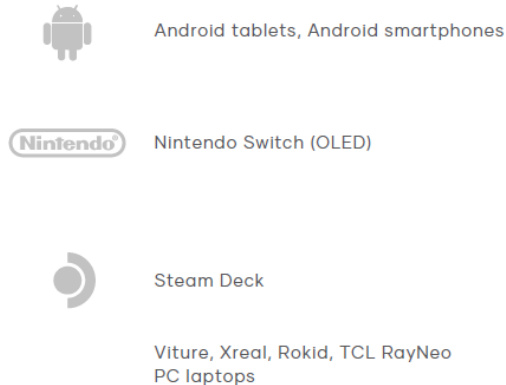 Android tablets, Android smartphones
Nintendo®
Nintendo Switch (OLED)
Steam Deck
Viture, Xreal, Rokid, TCL RayNeo
PC laptops